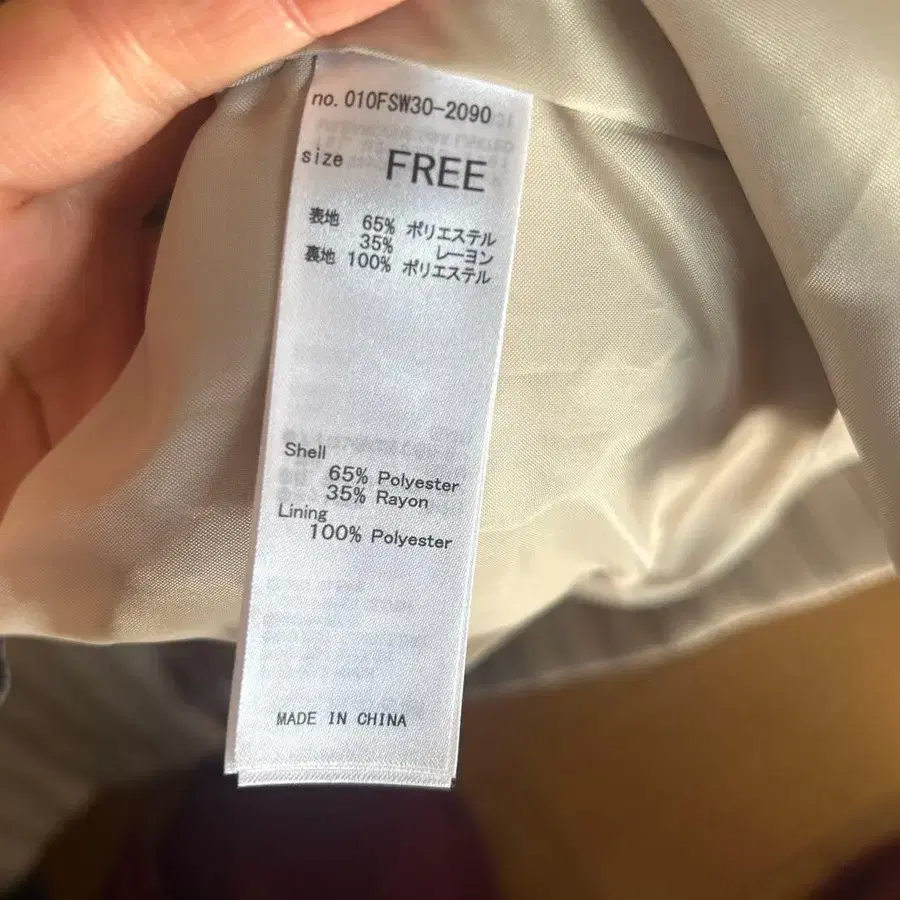 no. 010FSW30-2090
size FREE
表地 65% ポリエステル
35% レーヨン
裏地 100% ポリエステル
Shell
65% Polyester
35% Rayon
Lining
100% Polyester
MADE IN CHINA